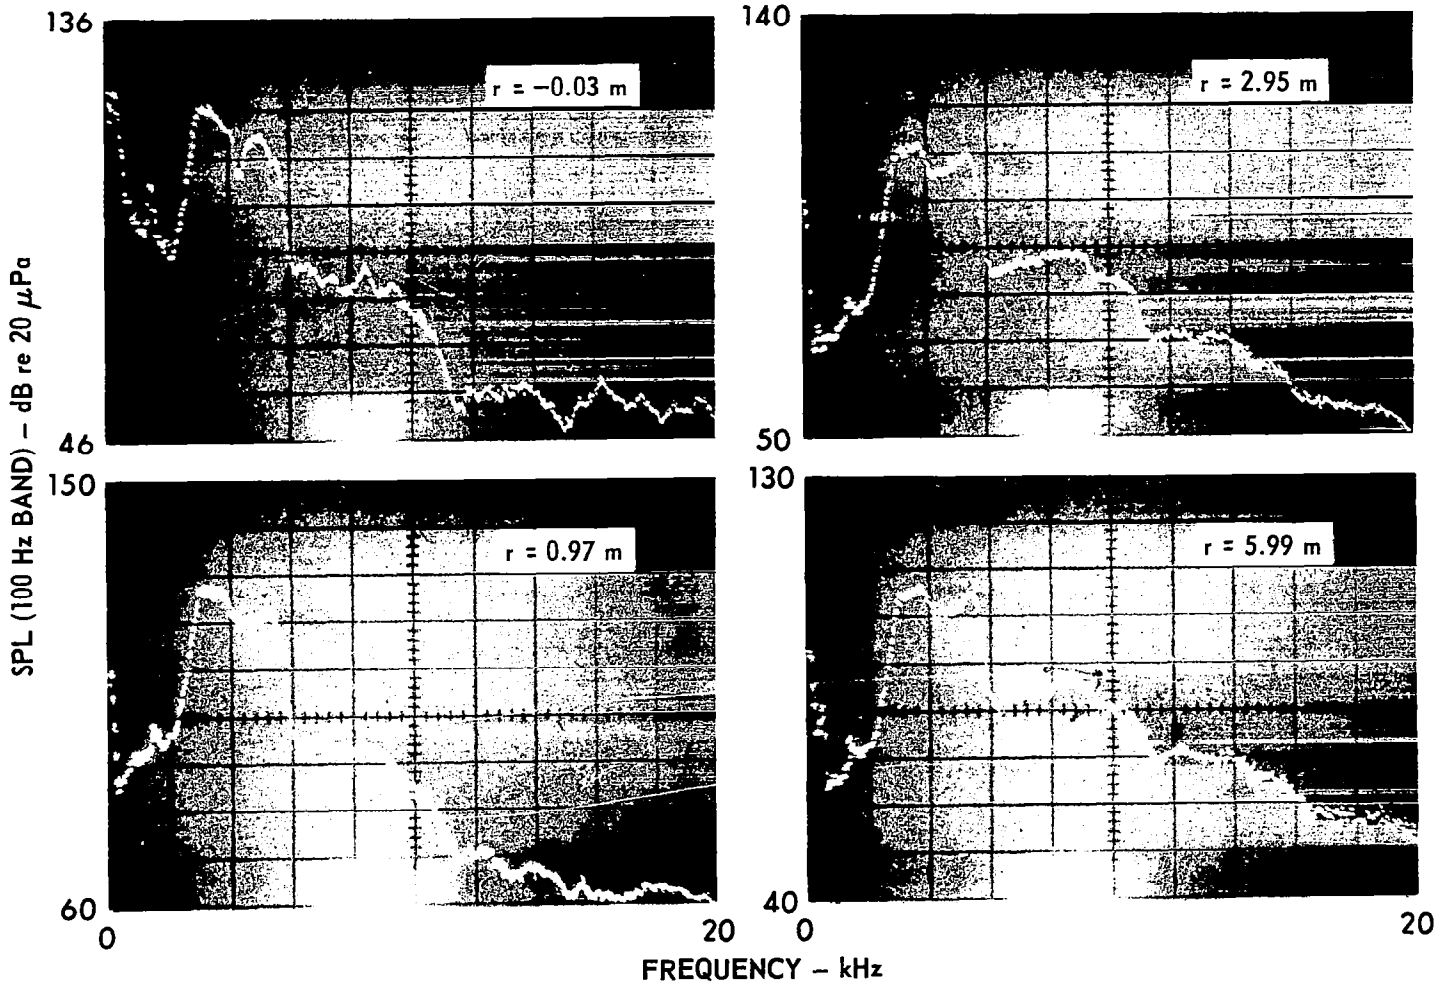 136
140
r = −0.03 m
r = 2.95 m
SPL (100 Hz BAND) – dB re 20 μPa
46
50
150
130
r = 0.97 m
r = 5.99 m
60
40
0
20
0
20
FREQUENCY – kHz